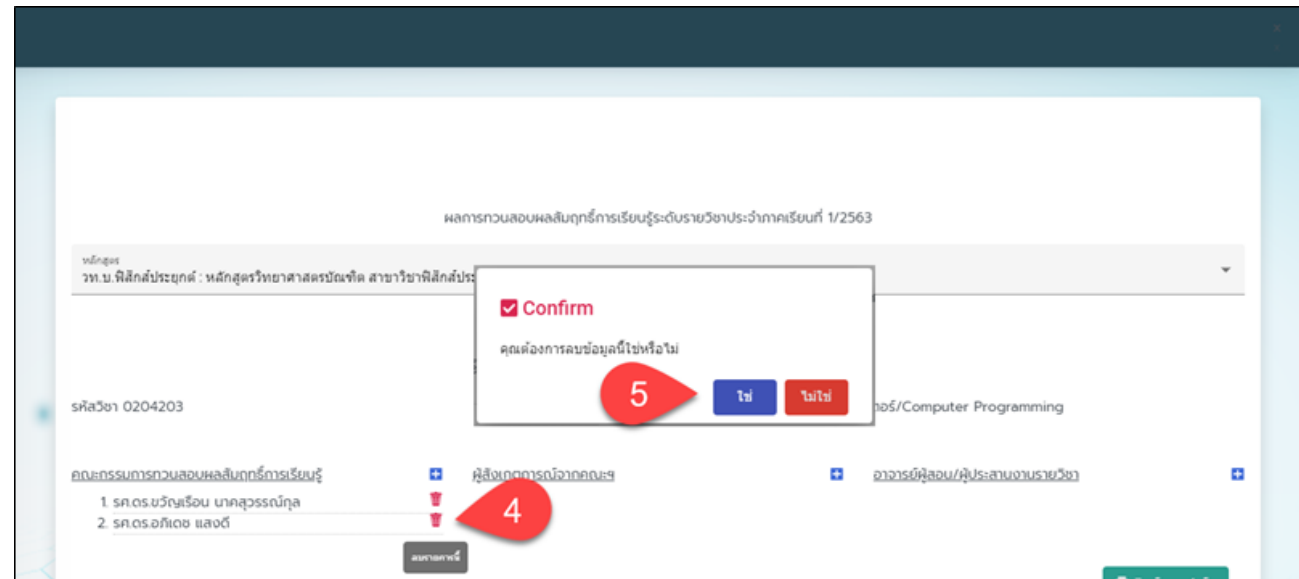 ผลการทวนสอบผลสัมฤทธิ์การเรียนรู้ระดับรายวิชาประจำภาคเรียนที่ 1/2563
หลักสูตร
วท.บ.ฟิสิกส์ประยุกต์ : หลักสูตรวิทยาศาสตรบัณฑิต สาขาวิชาฟิสิกส์ประ
Confirm
คุณต้องการลบข้อมูลนี้ใช่หรือไม่
5
ใช่ ไม่ใช่
รหัสวิชา 0204203 เตอร์/Computer Programming
คณะกรรมการทวนสอบผลสัมฤทธิ์การเรียนรู้ ผู้สังเกตการณ์จากคณะฯ อาจารย์ผู้สอน/ผู้ประสานงานรายวิชา
1. รศ.ดร.ขวัญเรือน นาคสุวรรณ์กุล
2. รศ.ดร.อภิเดช แสงดี
4
ลบรายการนี้